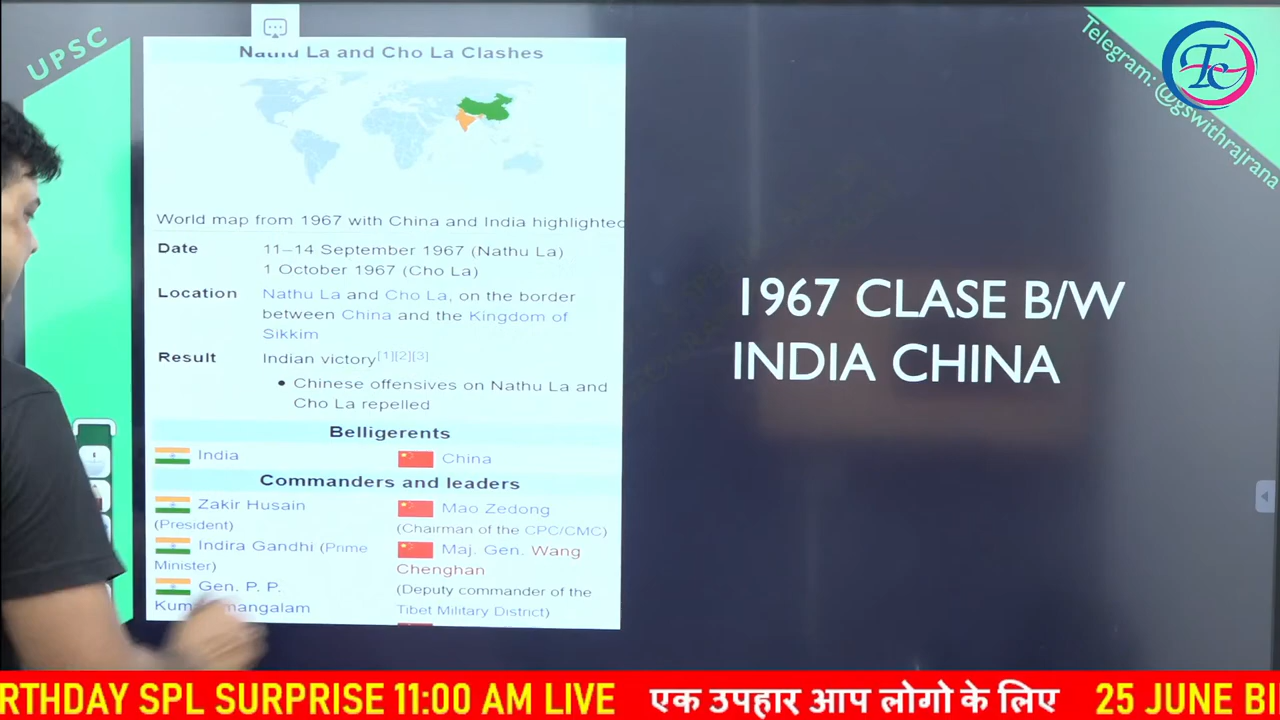 UPSC
Nathu La and Cho La Clashes
World map from 1967 with China and India highlighted
Date 11–14 September 1967 (Nathu La)
1 October 1967 (Cho La)
Location Nathu La and Cho La, on the border
between China and the Kingdom of
Sikkim
Result Indian victory[1][2][3]
• Chinese offensives on Nathu La and
Cho La repelled
Belligerents
India China
Commanders and leaders
Zakir Husain
(President)
Indira Gandhi (Prime
Minister)
Gen. P. P.
Mao Zedong
(Chairman of the CPC/CMC)
Maj. Gen. Wang
Chenghan
(Deputy commander of the
Tibet Military District)
1967 CLASE B/W
INDIA CHINA
Telegram: @gswithrajrana
Tc
RTHDAY SPL SURPRISE 11:00 AM LIVE एक उपहार आप लोगो के लिए 25 JUNE BI